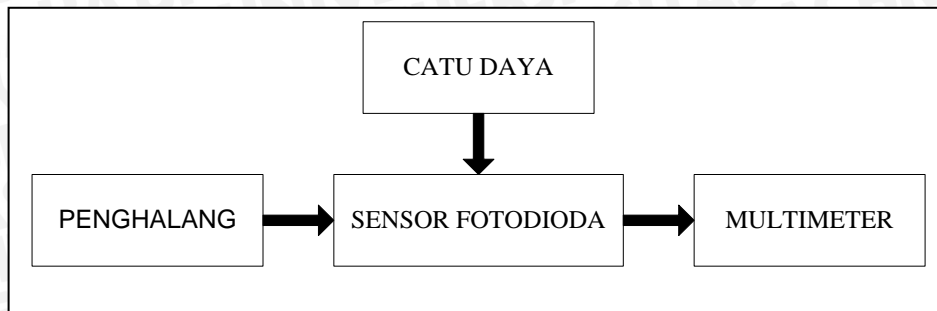 CATU DAYA
PENGHALANG
SENSOR FOTODIODA
MULTIMETER